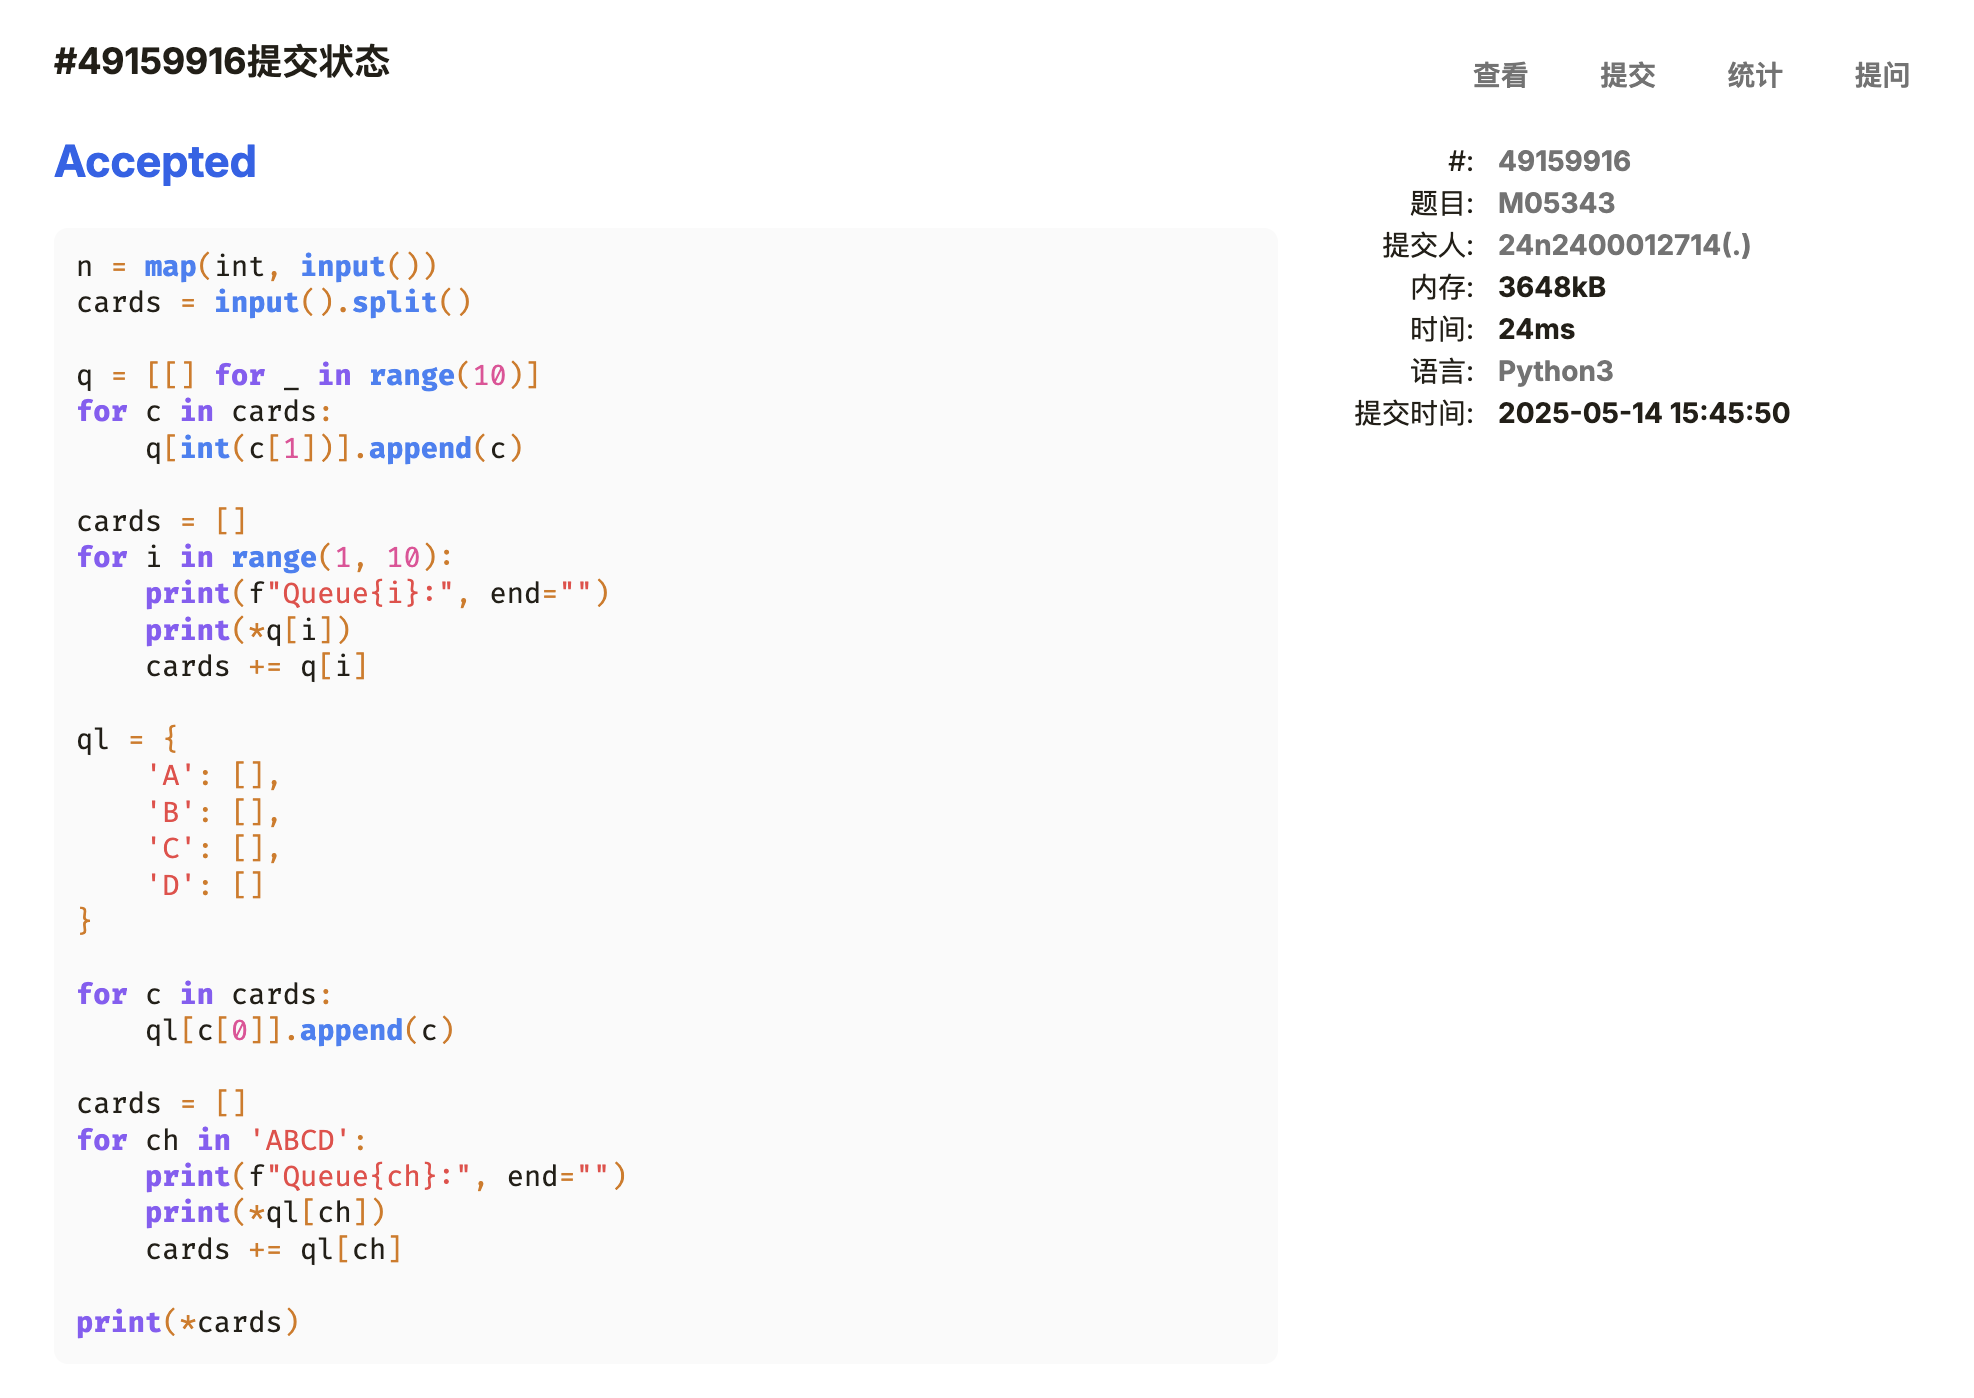 #49159916提交状态
查看 提交 统计 提问
Accepted
n = map(int, input())
cards = input().split()

q = [[] for _ in range(10)]
for c in cards:
    q[int(c[1])].append(c)

cards = []
for i in range(1, 10):
    print(f"Queue{i}:", end="")
    print(*q[i])
    cards += q[i]

ql = {
    'A': [],
    'B': [],
    'C': [],
    'D': []
}

for c in cards:
    ql[c[0]].append(c)

cards = []
for ch in 'ABCD':
    print(f"Queue{ch}:", end="")
    print(*ql[ch])
    cards += ql[ch]

print(*cards)
#: 49159916
题目: M05343
提交人: 24n2400012714(.)
内存: 3648kB
时间: 24ms
语言: Python3
提交时间: 2025-05-14 15:45:50